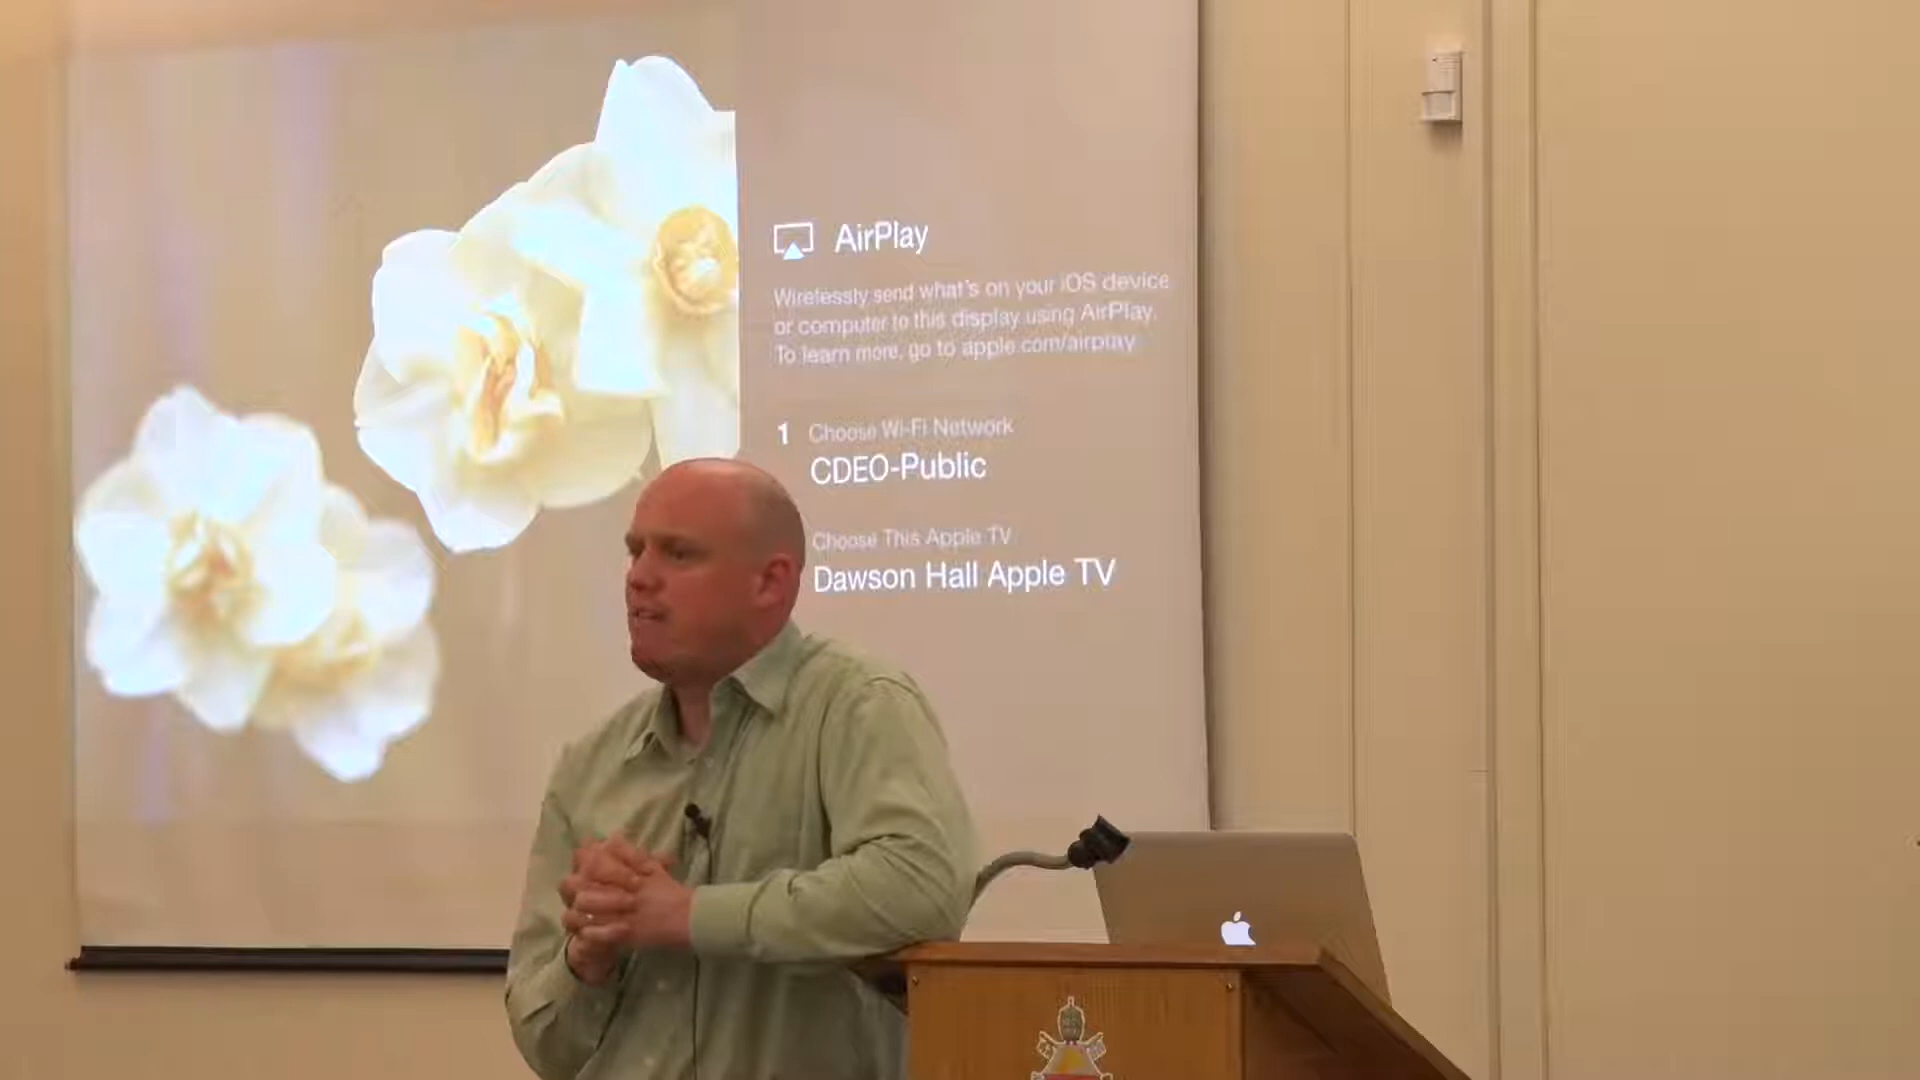 AirPlay
Wirelessly send what's on your iOS device
or computer to this display using AirPlay.
To learn more, go to apple.com/airplay
1 Choose Wi-Fi Network
CDEO-Public
Choose This Apple TV
Dawson Hall Apple TV